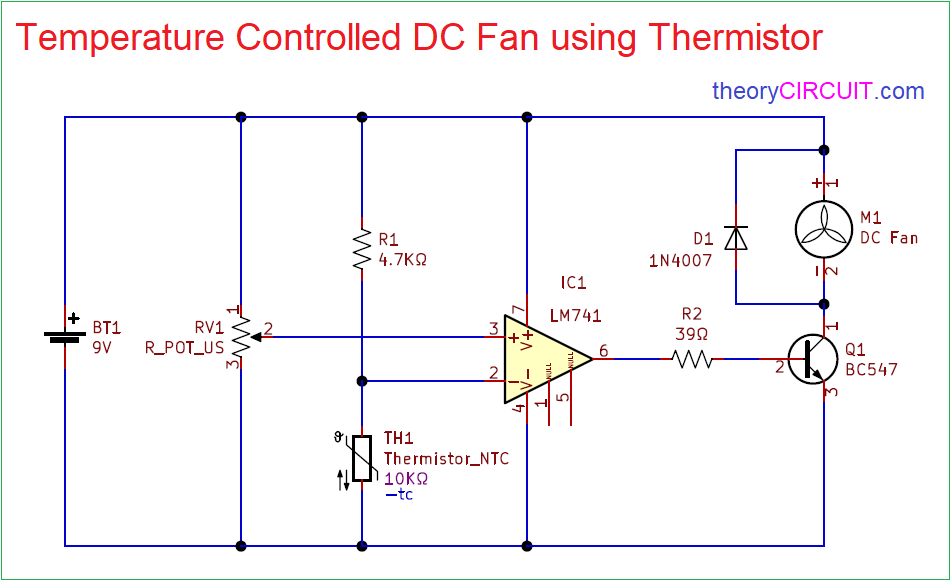 Temperature Controlled DC Fan using Thermistor
theoryCIRCUIT.com
+ 1
M1
DC Fan
2
D1
1N4007
R1
4.7KΩ
IC1
LM741
7
V+
3
+
2
−
V−
4
NULL
1
NULL
5
6
R2
39Ω
1
Q1
BC547
2
3
+
BT1
9V
1
RV1
R_POT_US
2
3
θ
TH1
Thermistor_NTC
10KΩ
−tc